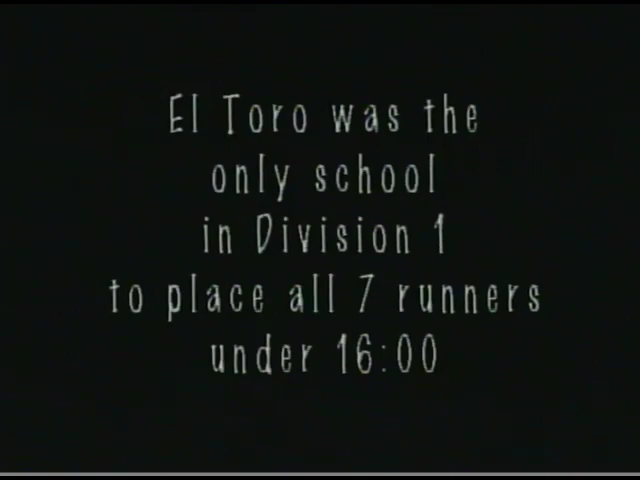 El Toro was the
only school
in Division 1
to place all 7 runners
under 16:00